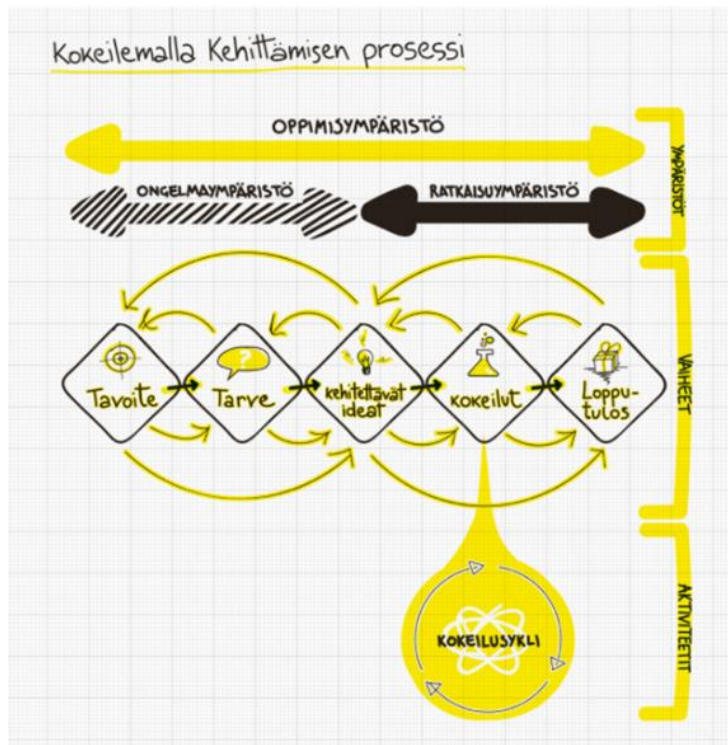 Kokeilemalla Kehittämisen prosessi
OPPIMISYMPÄRISTÖ
ONGELMAYMPÄRISTÖ
RATKAISUYMPÄRISTÖ
YMPÄRISTÖT
?
Tavoite
Tarve
Kehitettävät
ideat
KOKEILUT
Loppu-
tulos
VAIHEET
KOKEILUSYKLI
AKTIVITEETIT